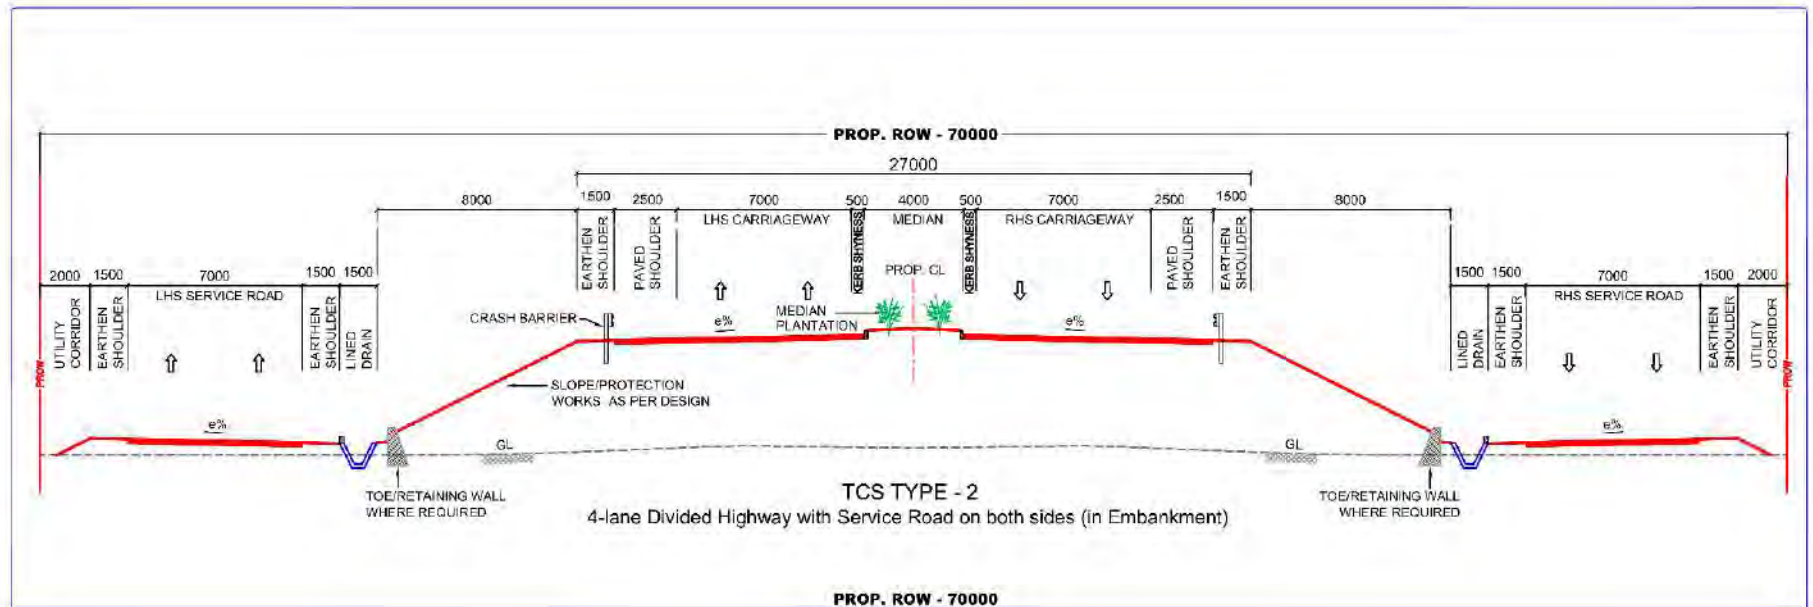 PROP. ROW - 70000
27000
8000
1500
2500
7000
500
4000
500
7000
2500
1500
8000
EARTHEN
SHOULDER
PAVED
SHOULDER
LHS CARRIAGEWAY
KERB SHYNESS
MEDIAN
KERB SHYNESS
RHS CARRIAGEWAY
PAVED
SHOULDER
EARTHEN
SHOULDER
2000
1500
7000
1500
1500
UTILITY
CORRIDOR
EARTHEN
SHOULDER
LHS SERVICE ROAD
EARTHEN
SHOULDER
LINED
DRAIN
1500
1500
7000
1500
2000
LINED
DRAIN
EARTHEN
SHOULDER
RHS SERVICE ROAD
EARTHEN
SHOULDER
UTILITY
CORRIDOR
PROP. CL
CRASH BARRIER
MEDIAN
PLANTATION
e%
e%
PROW
PROW
SLOPE/PROTECTION
WORKS AS PER DESIGN
e%
e%
GL
GL
TOE/RETAINING WALL
WHERE REQUIRED
TOE/RETAINING WALL
WHERE REQUIRED
TCS TYPE - 2
4-lane Divided Highway with Service Road on both sides (in Embankment)
PROP. ROW - 70000